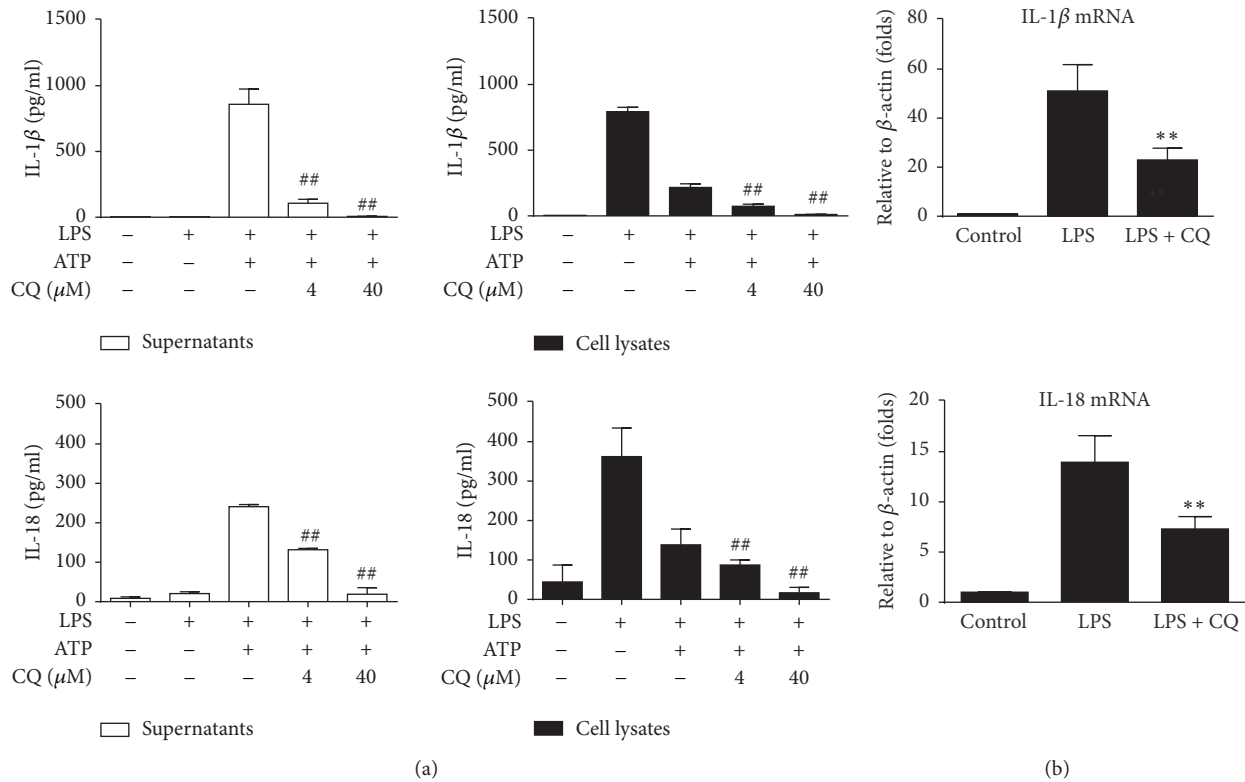 1500
1000
500
0
IL-1β (pg/ml)
LPS – + + + +
ATP – – + + +
CQ (μM) – – – 4 40
##
##
Supernatants
1500
1000
500
0
IL-1β (pg/ml)
LPS – + + + +
ATP – – + + +
CQ (μM) – – – 4 40
##
##
Cell lysates
IL-1β mRNA
80
60
40
20
0
Relative to β-actin (folds)
**
**
Control LPS LPS + CQ
500
400
300
200
100
0
IL-18 (pg/ml)
##
##
LPS – + + + +
ATP – – + + +
CQ (μM) – – – 4 40
Supernatants
500
400
300
200
100
0
IL-18 (pg/ml)
##
##
LPS – + + + +
ATP – – + + +
CQ (μM) – – – 4 40
Cell lysates
IL-18 mRNA
20
15
10
5
0
Relative to β-actin (folds)
**
Control LPS LPS + CQ
(a)
(b)